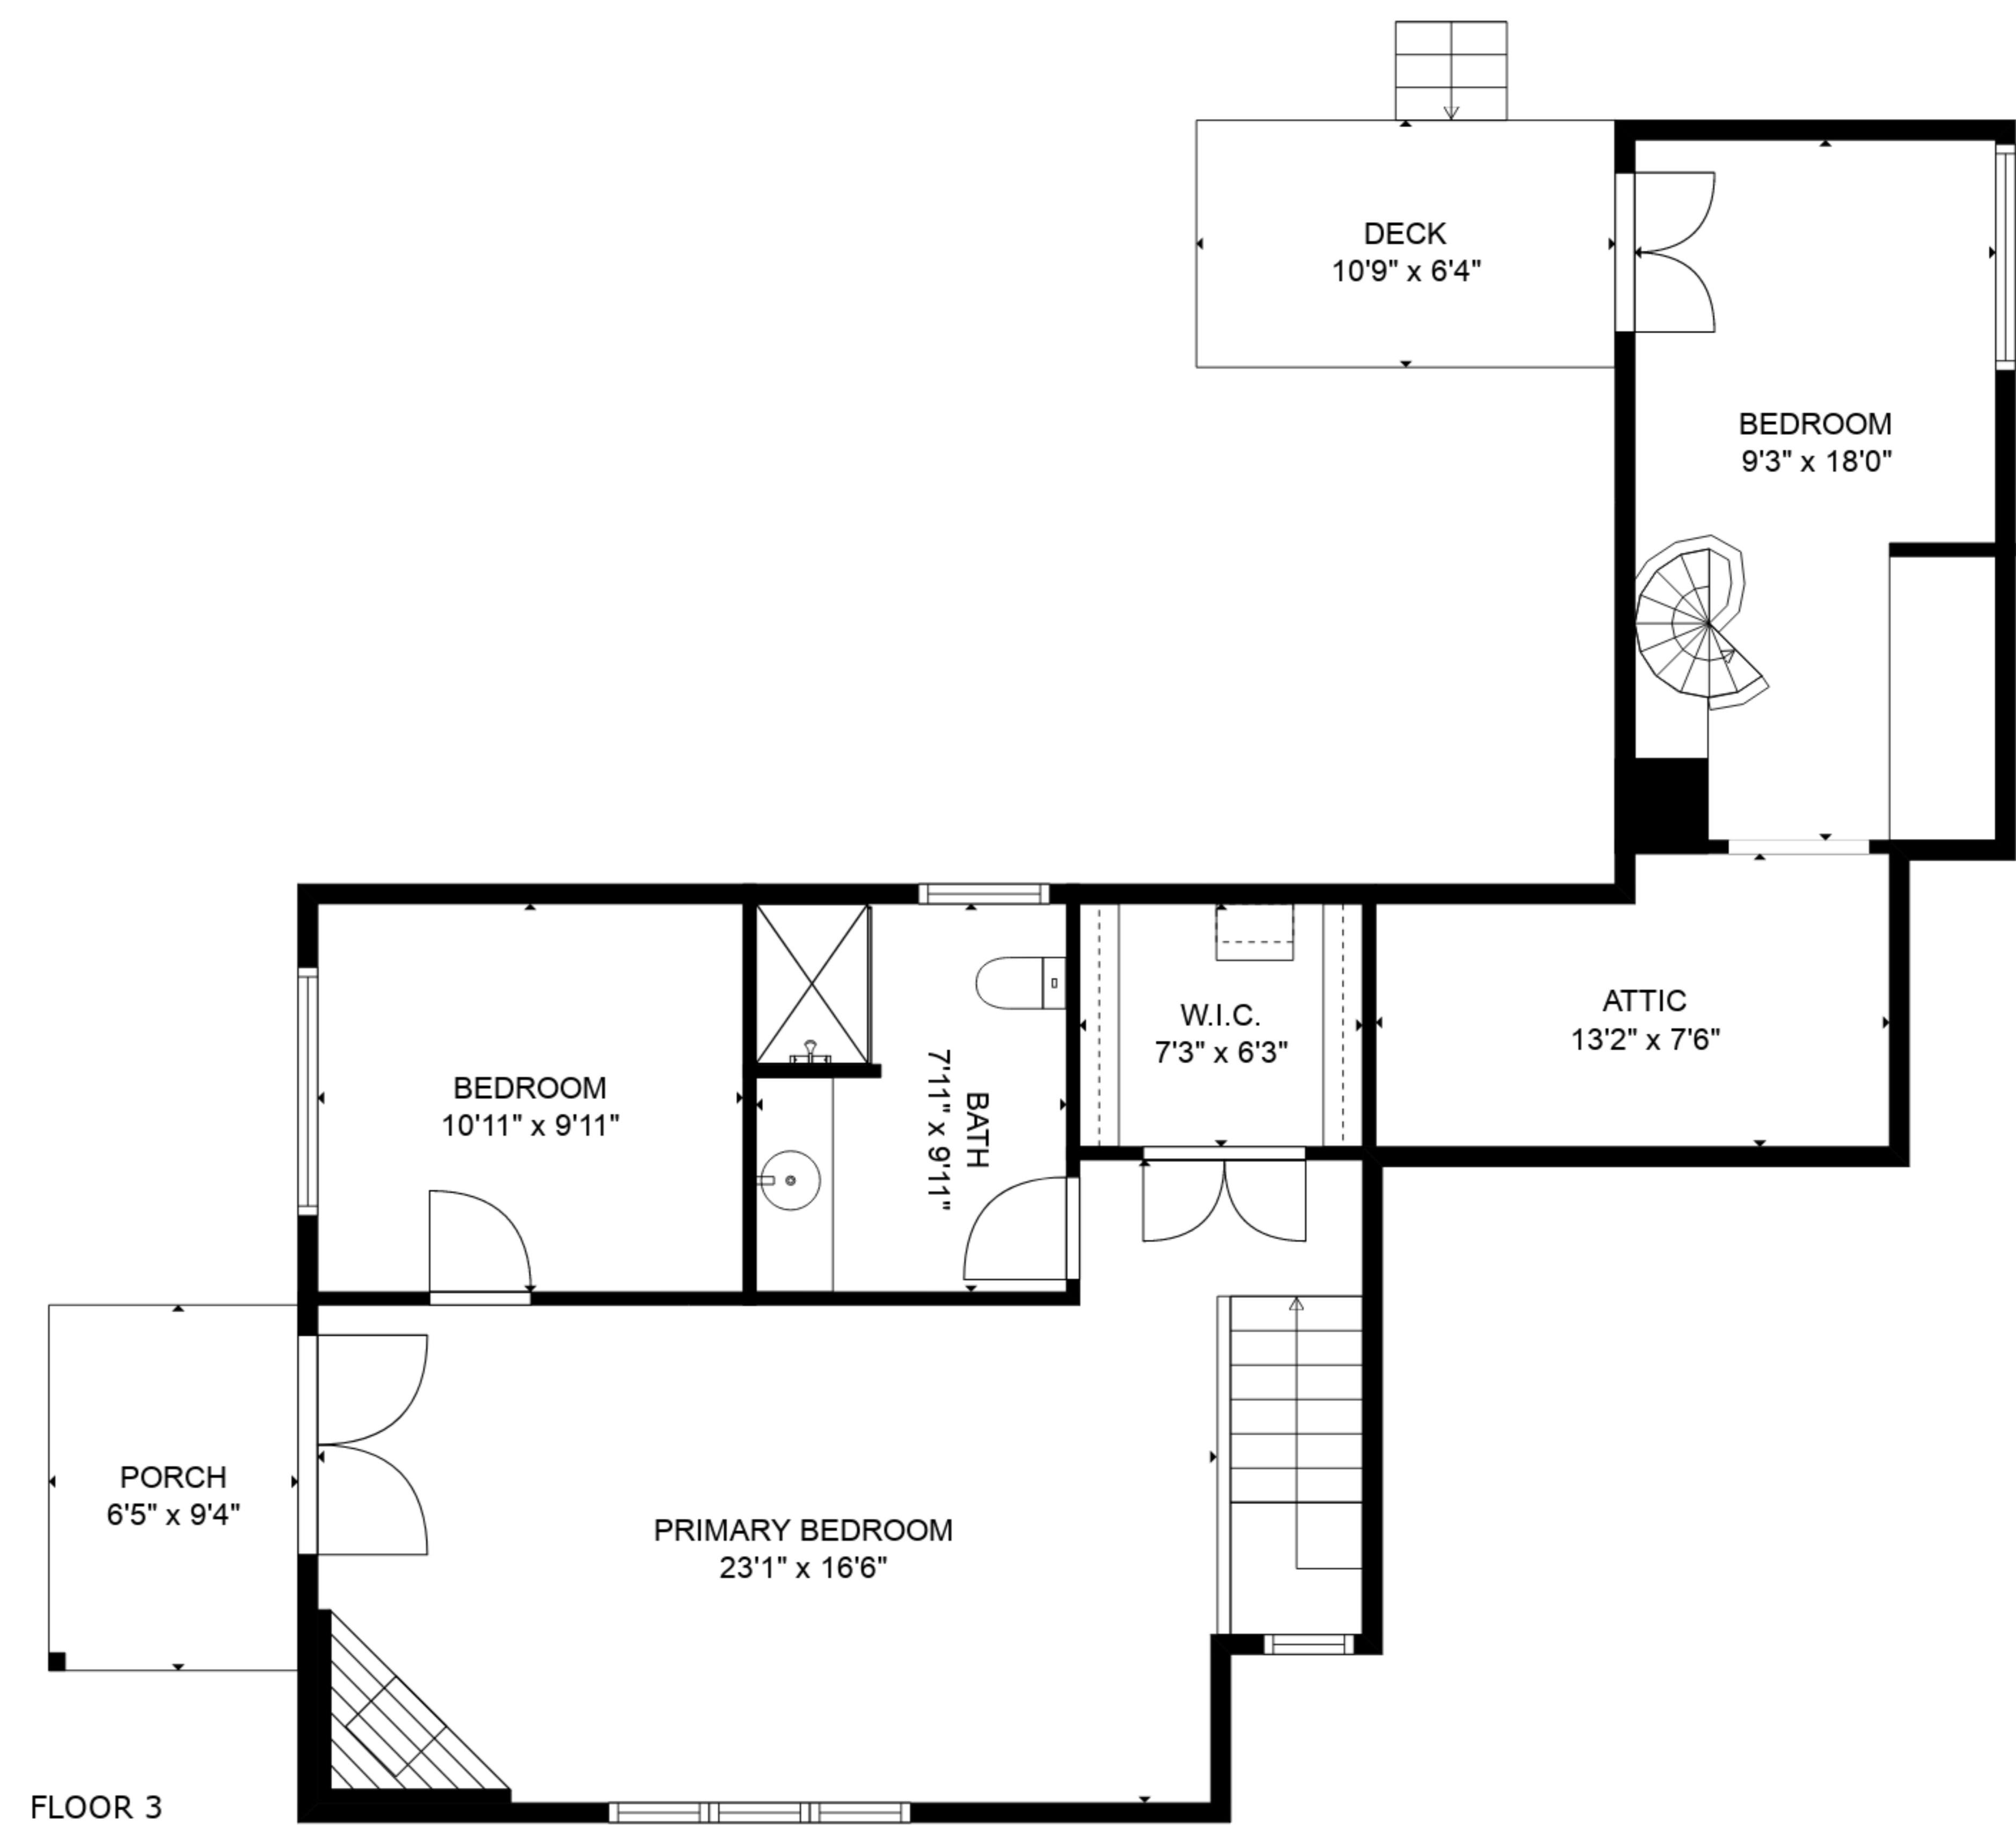 DECK
10'9" x 6'4"
BEDROOM
9'3" x 18'0"
ATTIC
13'2" x 7'6"
W.I.C.
7'3" x 6'3"
BATH
7'11" x 9'11"
BEDROOM
10'11" x 9'11"
PORCH
6'5" x 9'4"
PRIMARY BEDROOM
23'1" x 16'6"
FLOOR 3